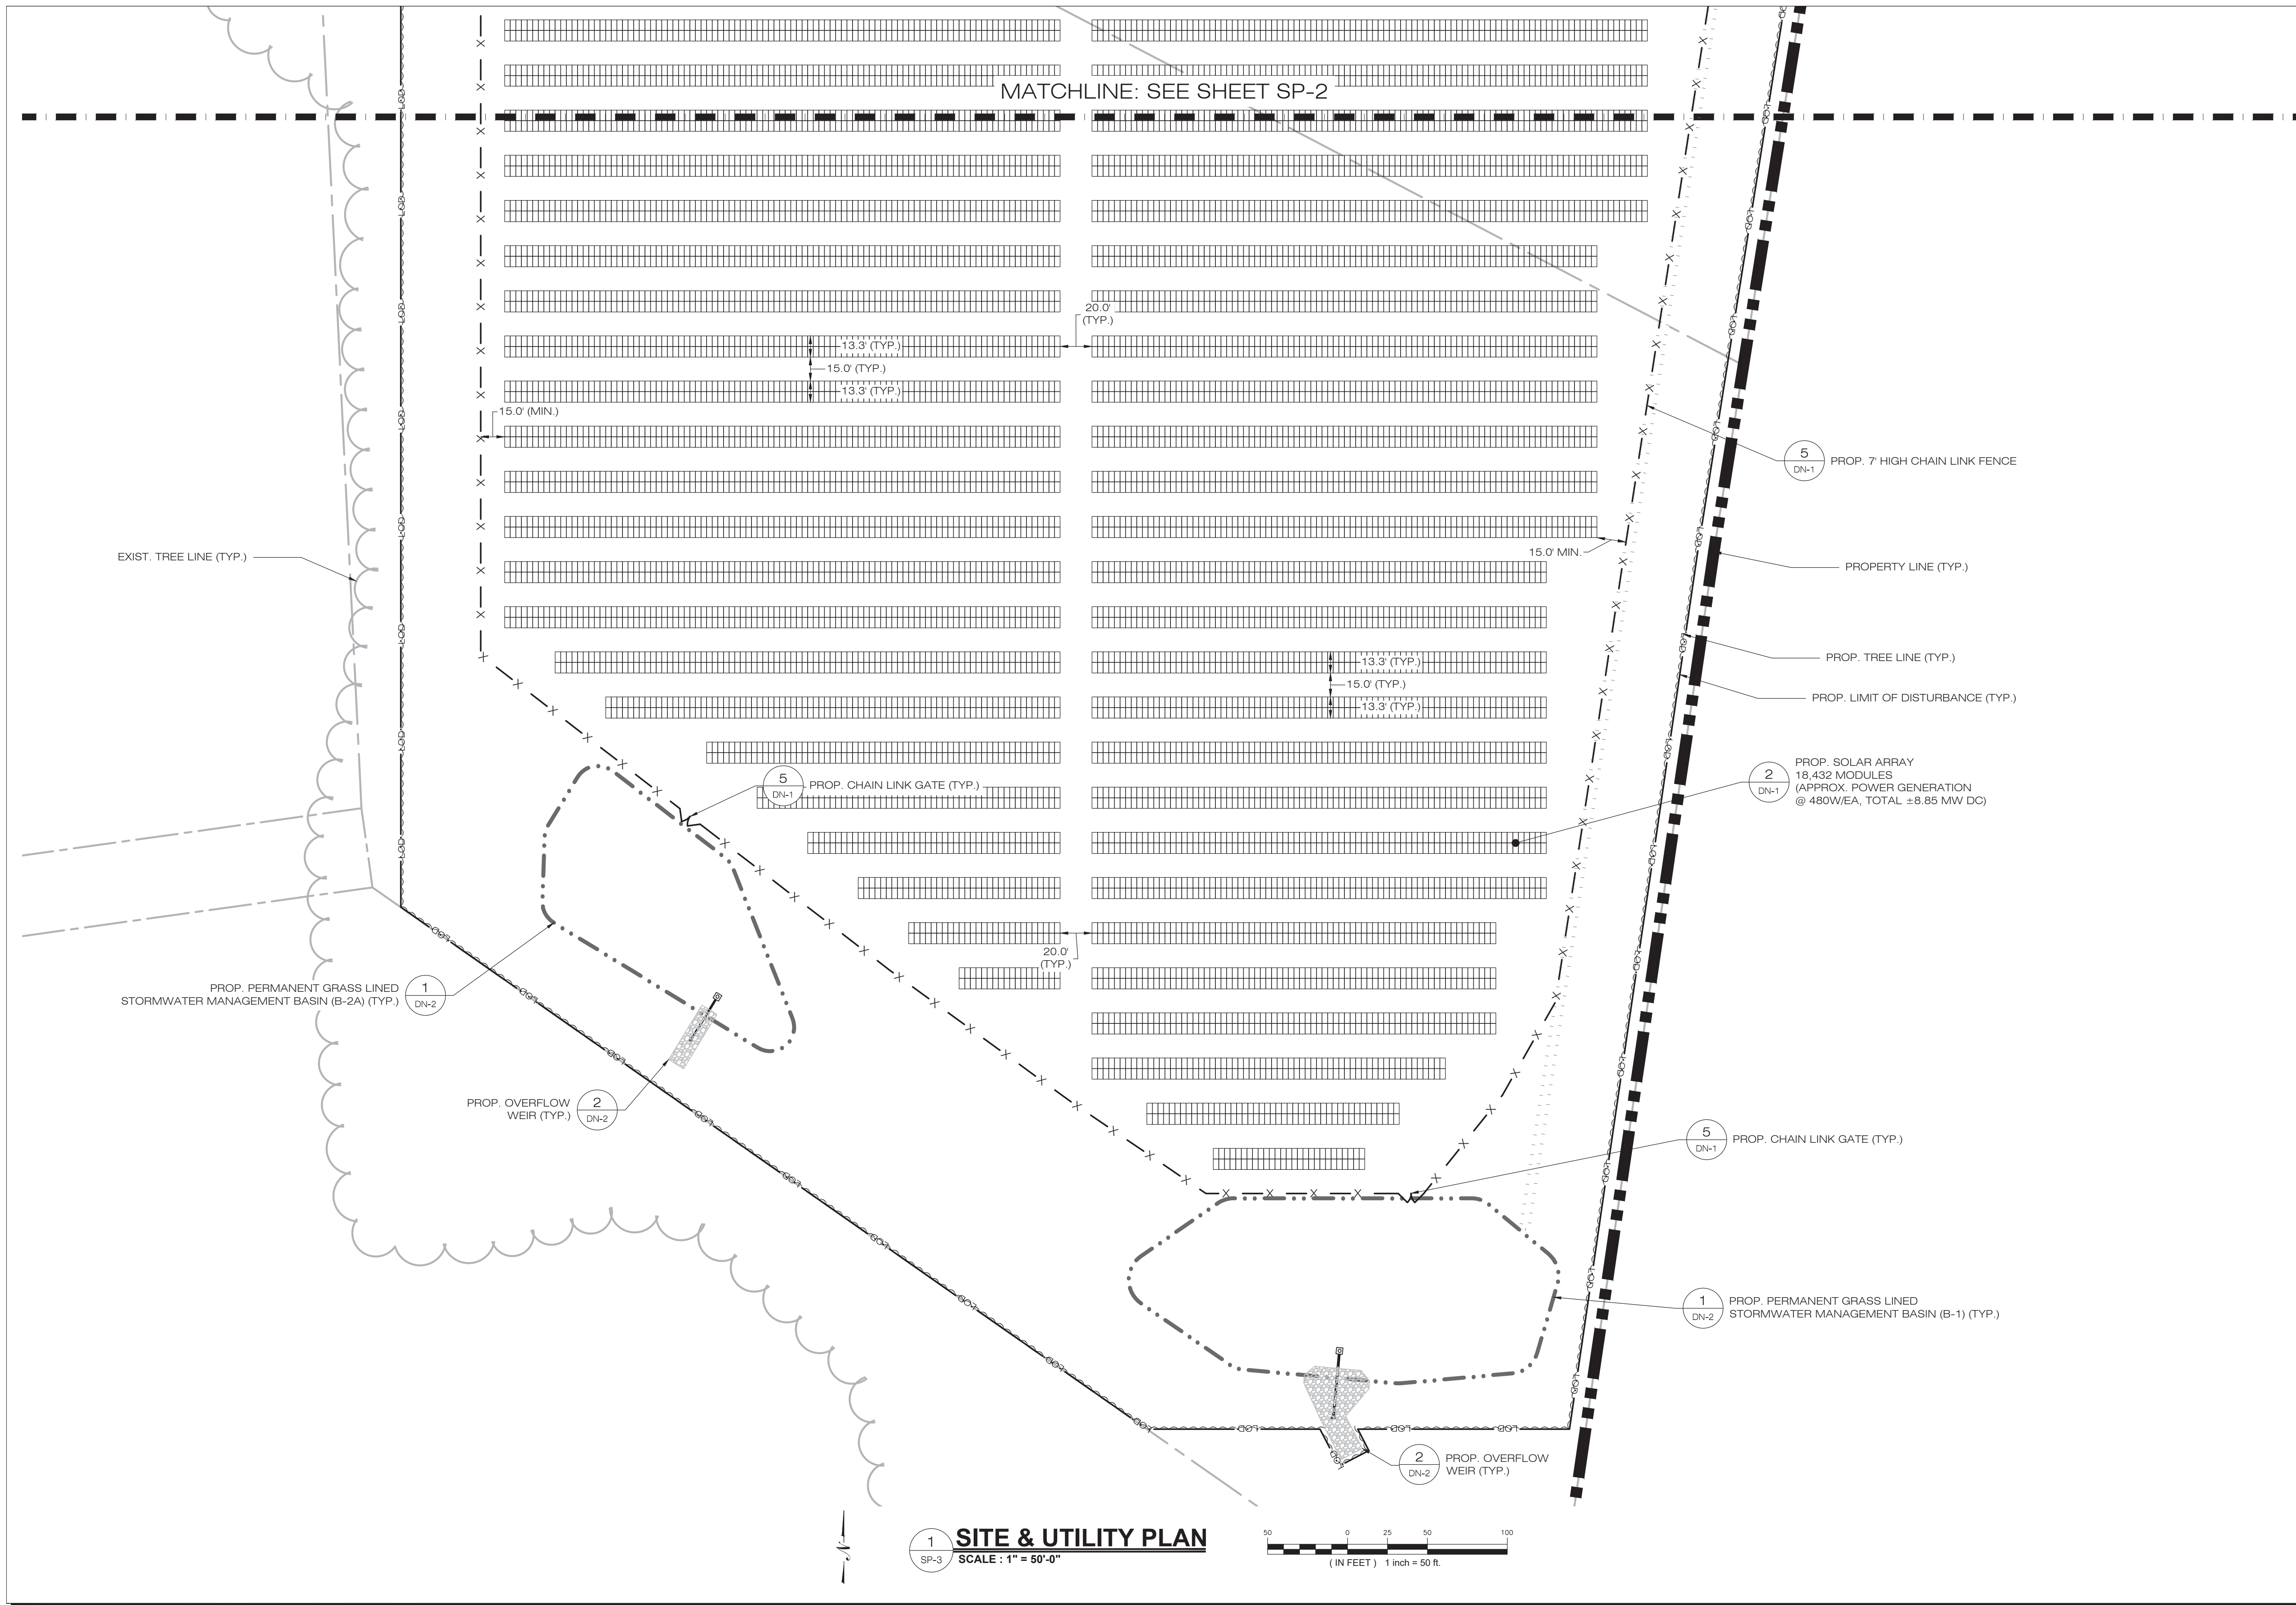 MATCHLINE: SEE SHEET SP-2
20.0'
(TYP.)
13.3' (TYP.)
15.0' (TYP.)
13.3' (TYP.)
15.0' (MIN.)
5
DN-1
PROP. 7' HIGH CHAIN LINK FENCE
EXIST. TREE LINE (TYP.)
15.0' MIN.
PROPERTY LINE (TYP.)
13.3' (TYP.)
15.0' (TYP.)
13.3' (TYP.)
PROP. TREE LINE (TYP.)
PROP. LIMIT OF DISTURBANCE (TYP.)
2
DN-1
PROP. SOLAR ARRAY
18,432 MODULES
(APPROX. POWER GENERATION
@ 480W/EA, TOTAL ±8.85 MW DC)
5
DN-1
PROP. CHAIN LINK GATE (TYP.)
20.0'
(TYP.)
PROP. PERMANENT GRASS LINED
STORMWATER MANAGEMENT BASIN (B-2A) (TYP.)
1
DN-2
PROP. OVERFLOW
WEIR (TYP.)
2
DN-2
5
DN-1
PROP. CHAIN LINK GATE (TYP.)
1
DN-2
PROP. PERMANENT GRASS LINED
STORMWATER MANAGEMENT BASIN (B-1) (TYP.)
2
DN-2
PROP. OVERFLOW
WEIR (TYP.)
LOD
LOD
LOD
LOD
LOD
LOD
LOD
LOD
N
1
SP-3
SITE & UTILITY PLAN
SCALE : 1" = 50'-0"
50 0 25 50 100
( IN FEET ) 1 inch = 50 ft.